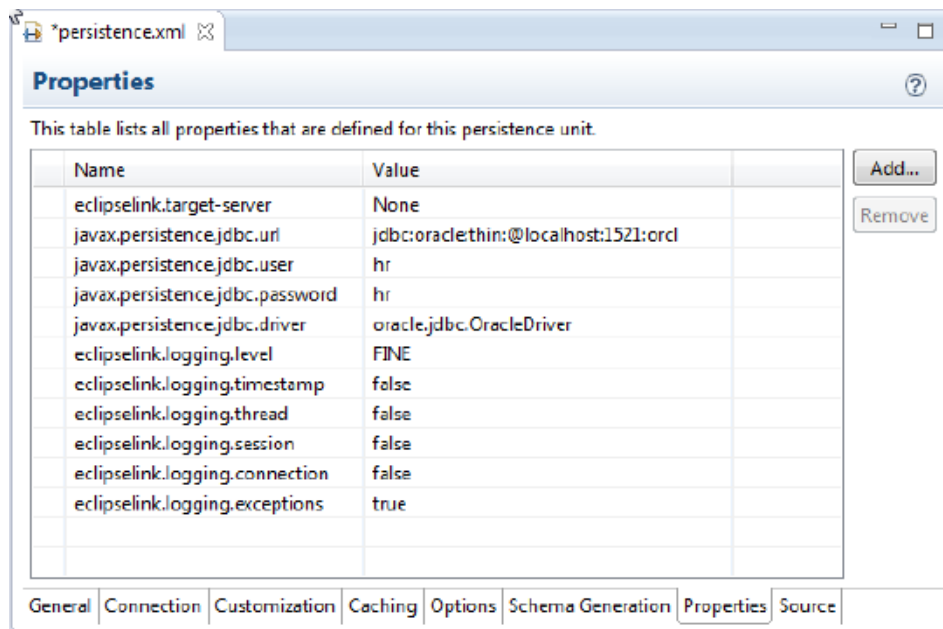 *persistence.xml
Properties
This table lists all properties that are defined for this persistence unit.
Name Value
Add...
eclipselink.target-server None
Remove
javax.persistence.jdbc.url jdbc:oracle:thin:@localhost:1521:orcl
javax.persistence.jdbc.user hr
javax.persistence.jdbc.password hr
javax.persistence.jdbc.driver oracle.jdbc.OracleDriver
eclipselink.logging.level FINE
eclipselink.logging.timestamp false
eclipselink.logging.thread false
eclipselink.logging.session false
eclipselink.logging.connection false
eclipselink.logging.exceptions true
General Connection Customization Caching Options Schema Generation Properties Source